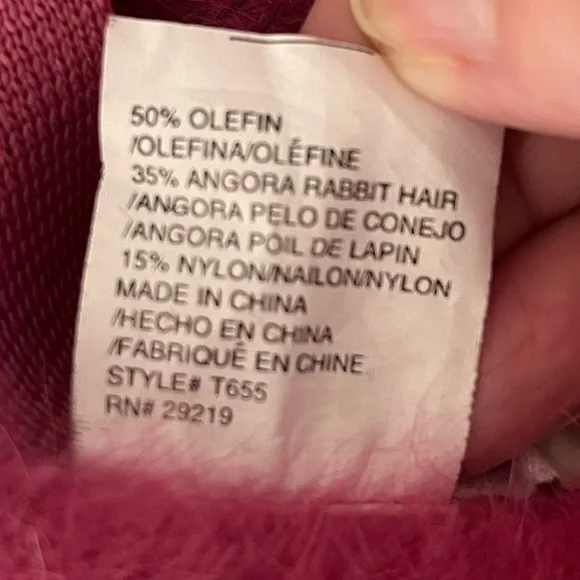 50% OLEFIN
/OLEFINA/OLÉFINE
35% ANGORA RABBIT HAIR
/ANGORA PELO DE CONEJO
/ANGORA POIL DE LAPIN
15% NYLON/NAILON/NYLON
MADE IN CHINA
/HECHO EN CHINA
/FABRIQUÉ EN CHINE
STYLE# T655
RN# 29219